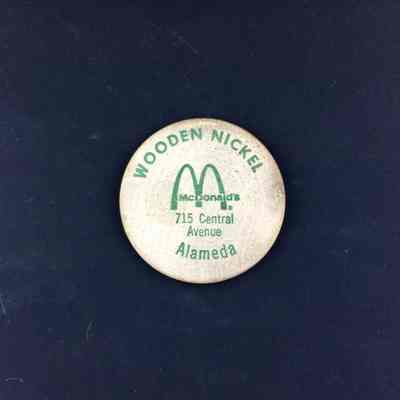 WOODEN NICKEL
McDonald's
715 Central
Avenue
Alameda